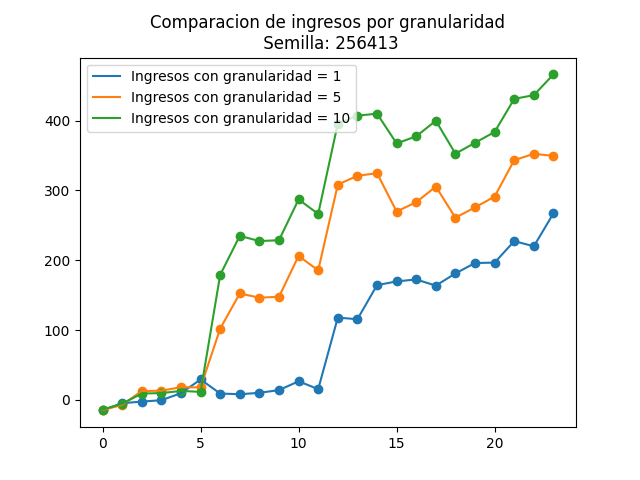 Comparacion de ingresos por granularidad
Semilla: 256413
Ingresos con granularidad = 1
Ingresos con granularidad = 5
Ingresos con granularidad = 10
400
300
200
100
0
0 5 10 15 20